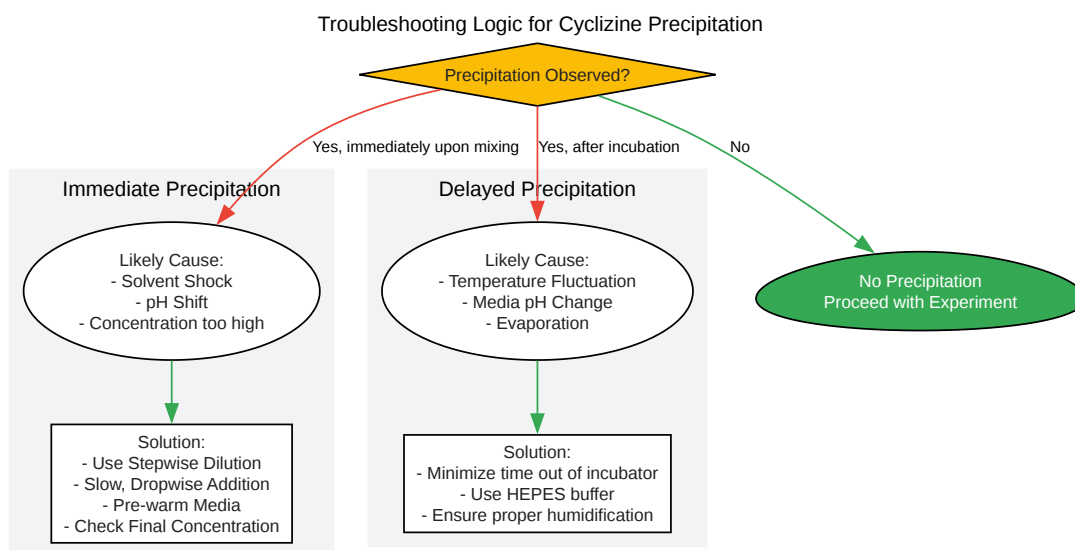 Troubleshooting Logic for Cyclizine Precipitation
Precipitation Observed?
Yes, immediately upon mixing
Yes, after incubation
No
Immediate Precipitation
Likely Cause:
- Solvent Shock
- pH Shift
- Concentration too high
Solution:
- Use Stepwise Dilution
- Slow, Dropwise Addition
- Pre-warm Media
- Check Final Concentration
Delayed Precipitation
Likely Cause:
- Temperature Fluctuation
- Media pH Change
- Evaporation
Solution:
- Minimize time out of incubator
- Use HEPES buffer
- Ensure proper humidification
No Precipitation
Proceed with Experiment